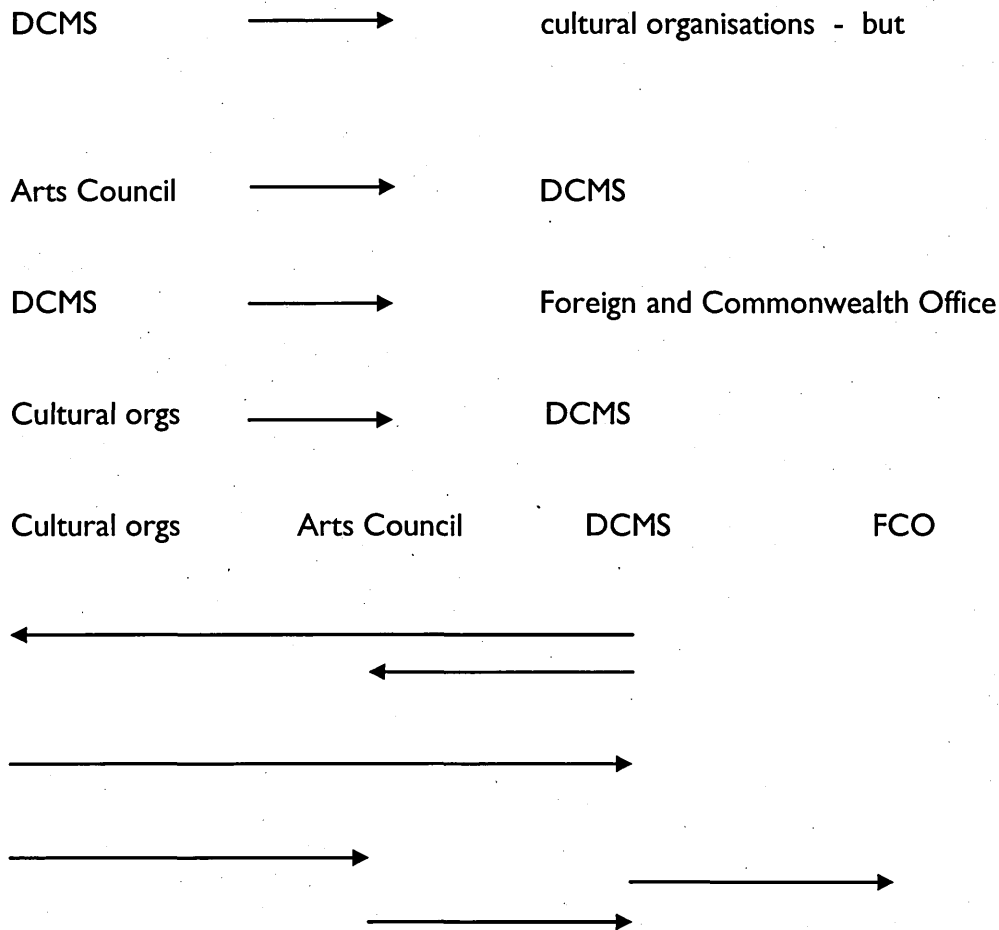 DCMS cultural organisations - but
Arts Council DCMS
DCMS Foreign and Commonwealth Office
Cultural orgs DCMS
Cultural orgs Arts Council DCMS FCO